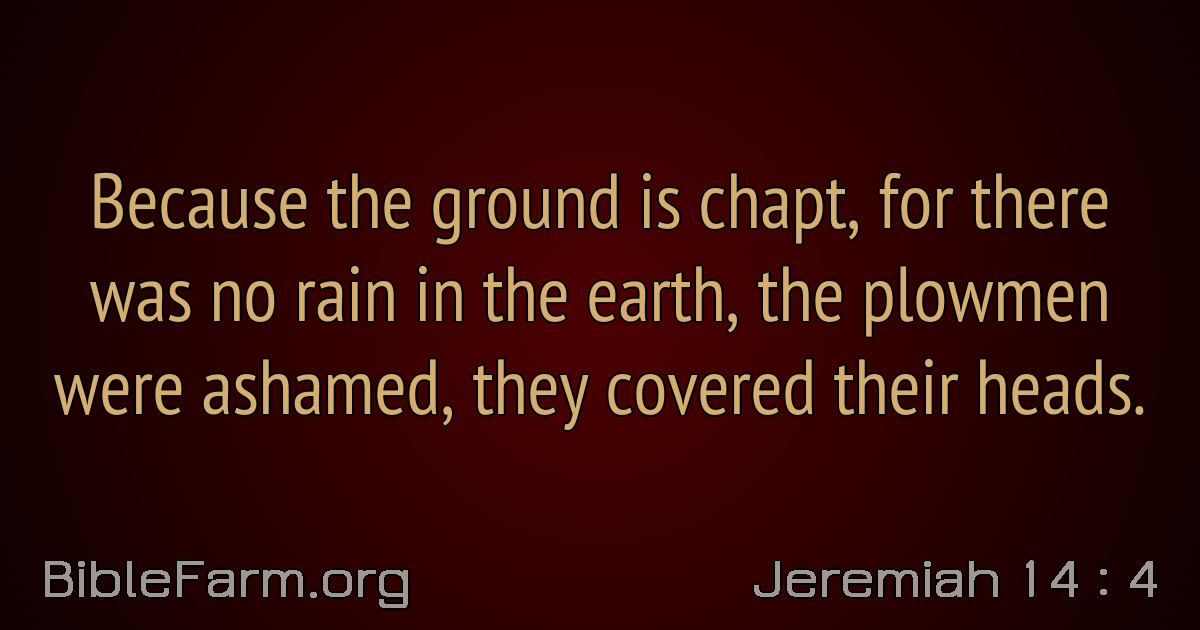 Because the ground is chapt, for there
was no rain in the earth, the plowmen
were ashamed, they covered their heads.
BibleFarm.org
Jeremiah 14 : 4